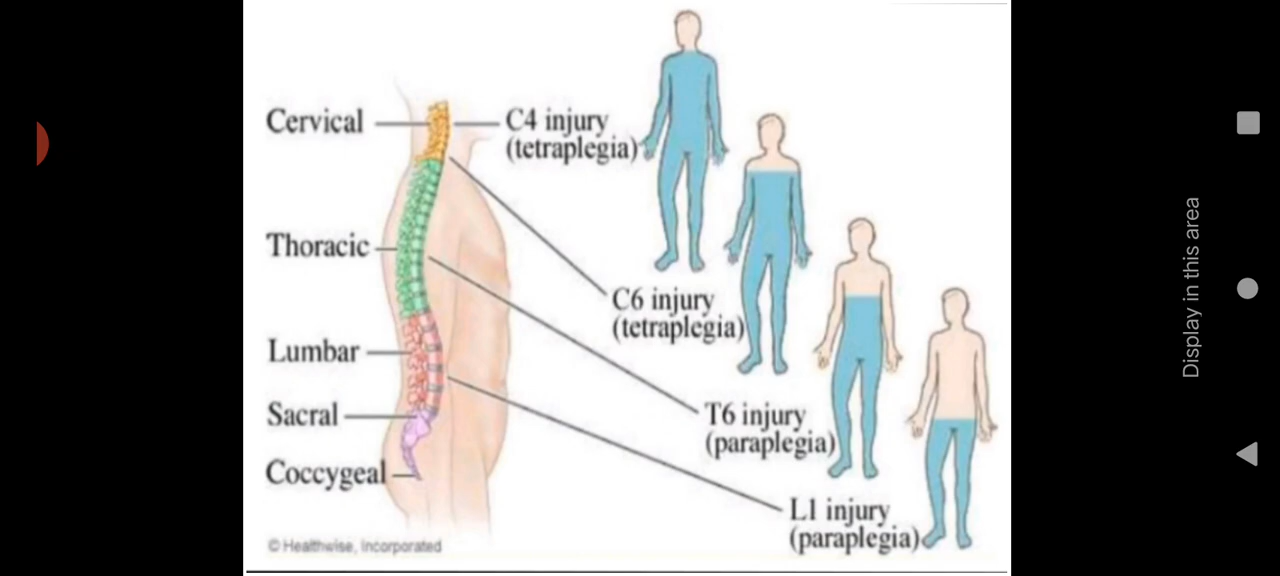 Cervical
C4 injury
(tetraplegia)
Thoracic
C6 injury
(tetraplegia)
Lumbar
Sacral
T6 injury
(paraplegia)
Coccygeal
L1 injury
(paraplegia)
© Healthwise, Incorporated
Display in this area